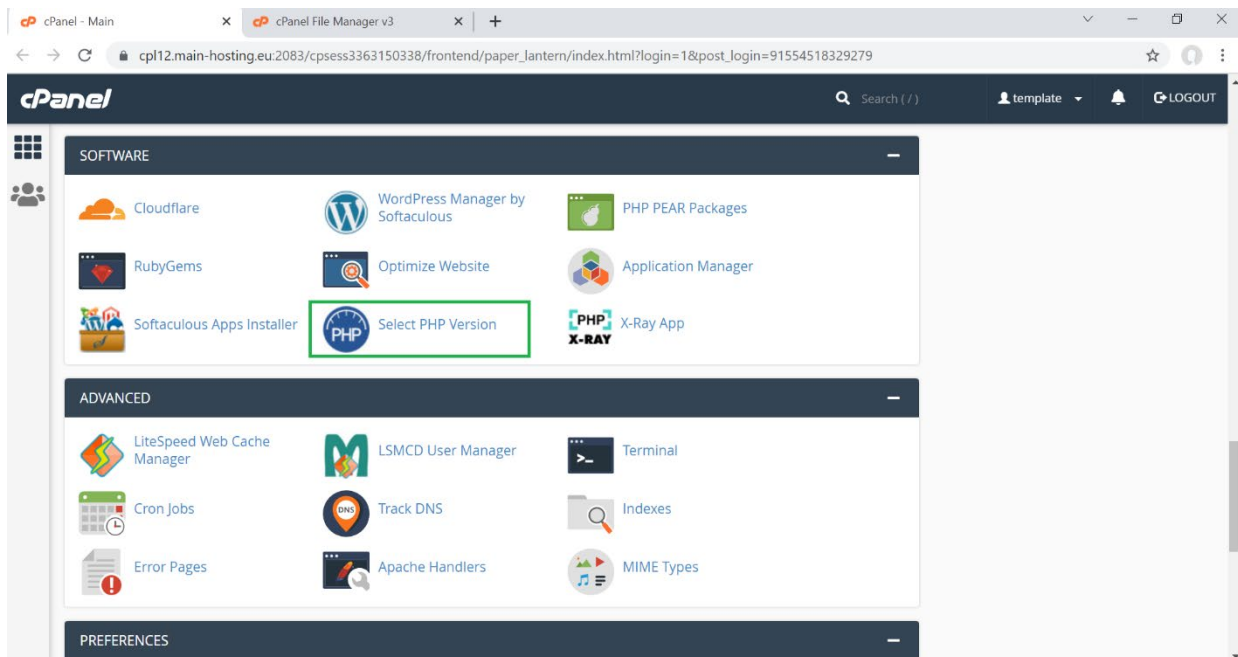 cPanel - Main
cPanel File Manager v3
cpl12.main-hosting.eu:2083/cpsess3363150338/frontend/paper_lantern/index.html?login=1&post_login=91554518329279
cPanel
Search ( / )
template
LOGOUT
SOFTWARE
Cloudflare
WordPress Manager by
Softaculous
PHP PEAR Packages
RubyGems
Optimize Website
Application Manager
Softaculous Apps Installer
PHP
Select PHP Version
PHP
X-RAY
X-Ray App
ADVANCED
LiteSpeed Web Cache
Manager
LSMCD User Manager
Terminal
Cron Jobs
DNS
Track DNS
Indexes
Error Pages
Apache Handlers
MIME Types
PREFERENCES